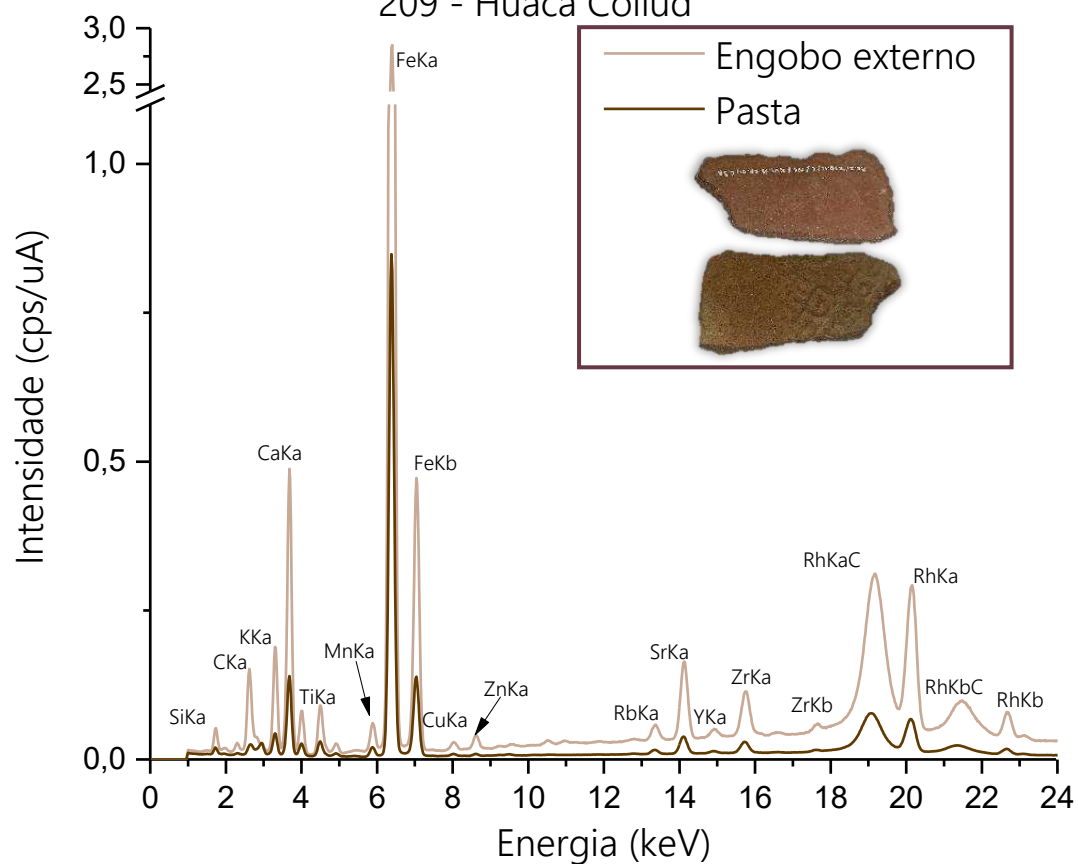 209 - Huaca Collud
3,0
2,5
1,0
0,5
0,0
Intensidade (cps/uA)
Engobo externo
Pasta
FeKa
CaKa
FeKb
KKa
CKa
SiKa
TiKa
MnKa
CuKa
ZnKa
RbKa
SrKa
YKa
ZrKa
ZrKb
RhKaC
RhKa
RhKbC
RhKb
0 2 4 6 8 10 12 14 16 18 20 22 24
Energia (keV)